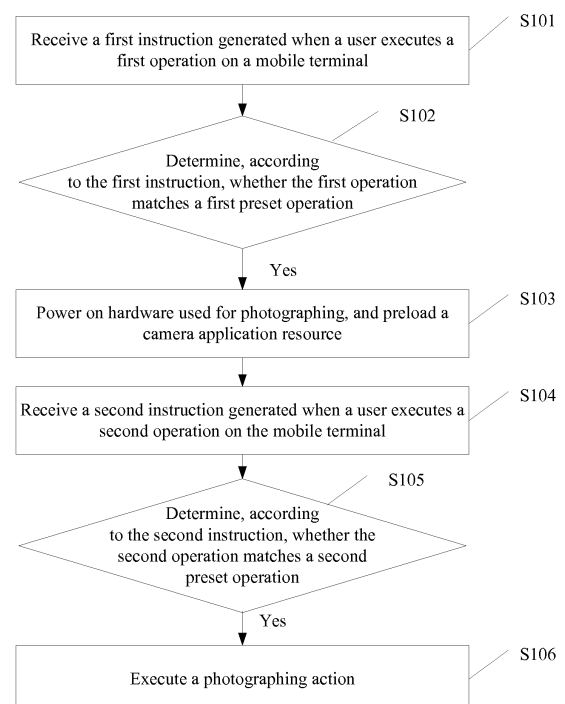 S101
Receive a first instruction generated when a user executes a
first operation on a mobile terminal
S102
Determine, according
to the first instruction, whether the first operation
matches a first preset operation
Yes
S103
Power on hardware used for photographing, and preload a
camera application resource
S104
Receive a second instruction generated when a user executes a
second operation on the mobile terminal
S105
Determine, according
to the second instruction, whether the
second operation matches a second
preset operation
Yes
S106
Execute a photographing action